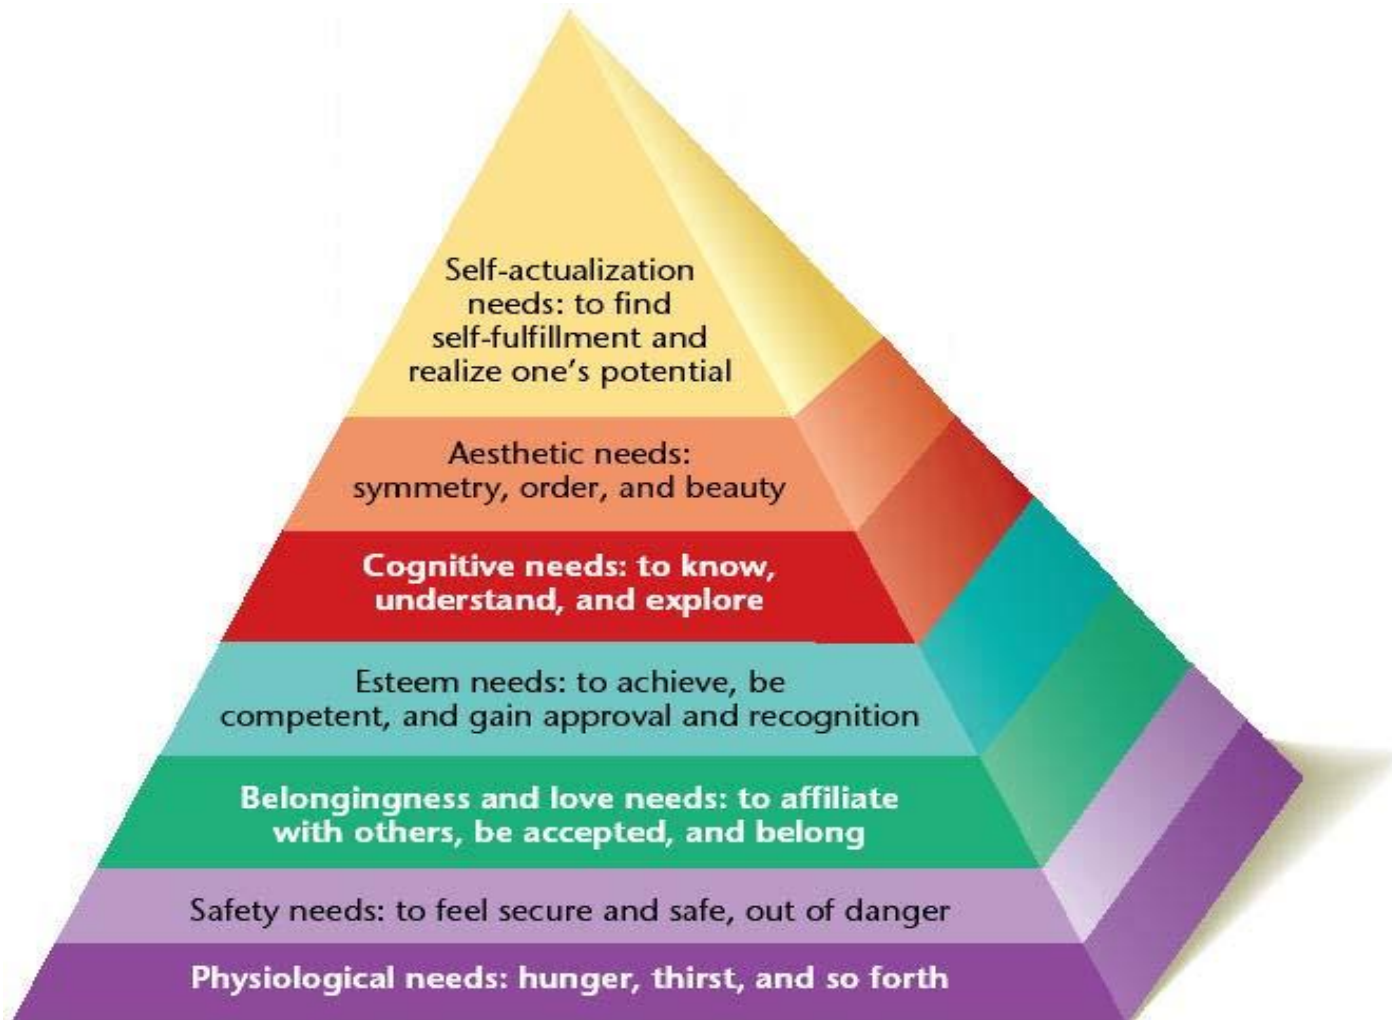 Self-actualization
needs: to find
self-fulfillment and
realize one’s potential
Aesthetic needs:
symmetry, order, and beauty
Cognitive needs: to know,
understand, and explore
Esteem needs: to achieve, be
competent, and gain approval and recognition
Belongingness and love needs: to affiliate
with others, be accepted, and belong
Safety needs: to feel secure and safe, out of danger
Physiological needs: hunger, thirst, and so forth